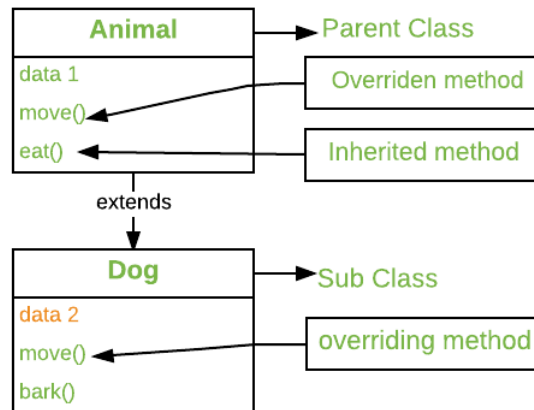 Animal
Parent Class
data 1
Overriden method
move()
eat()
Inherited method
extends
Dog
Sub Class
data 2
move()
overriding method
bark()